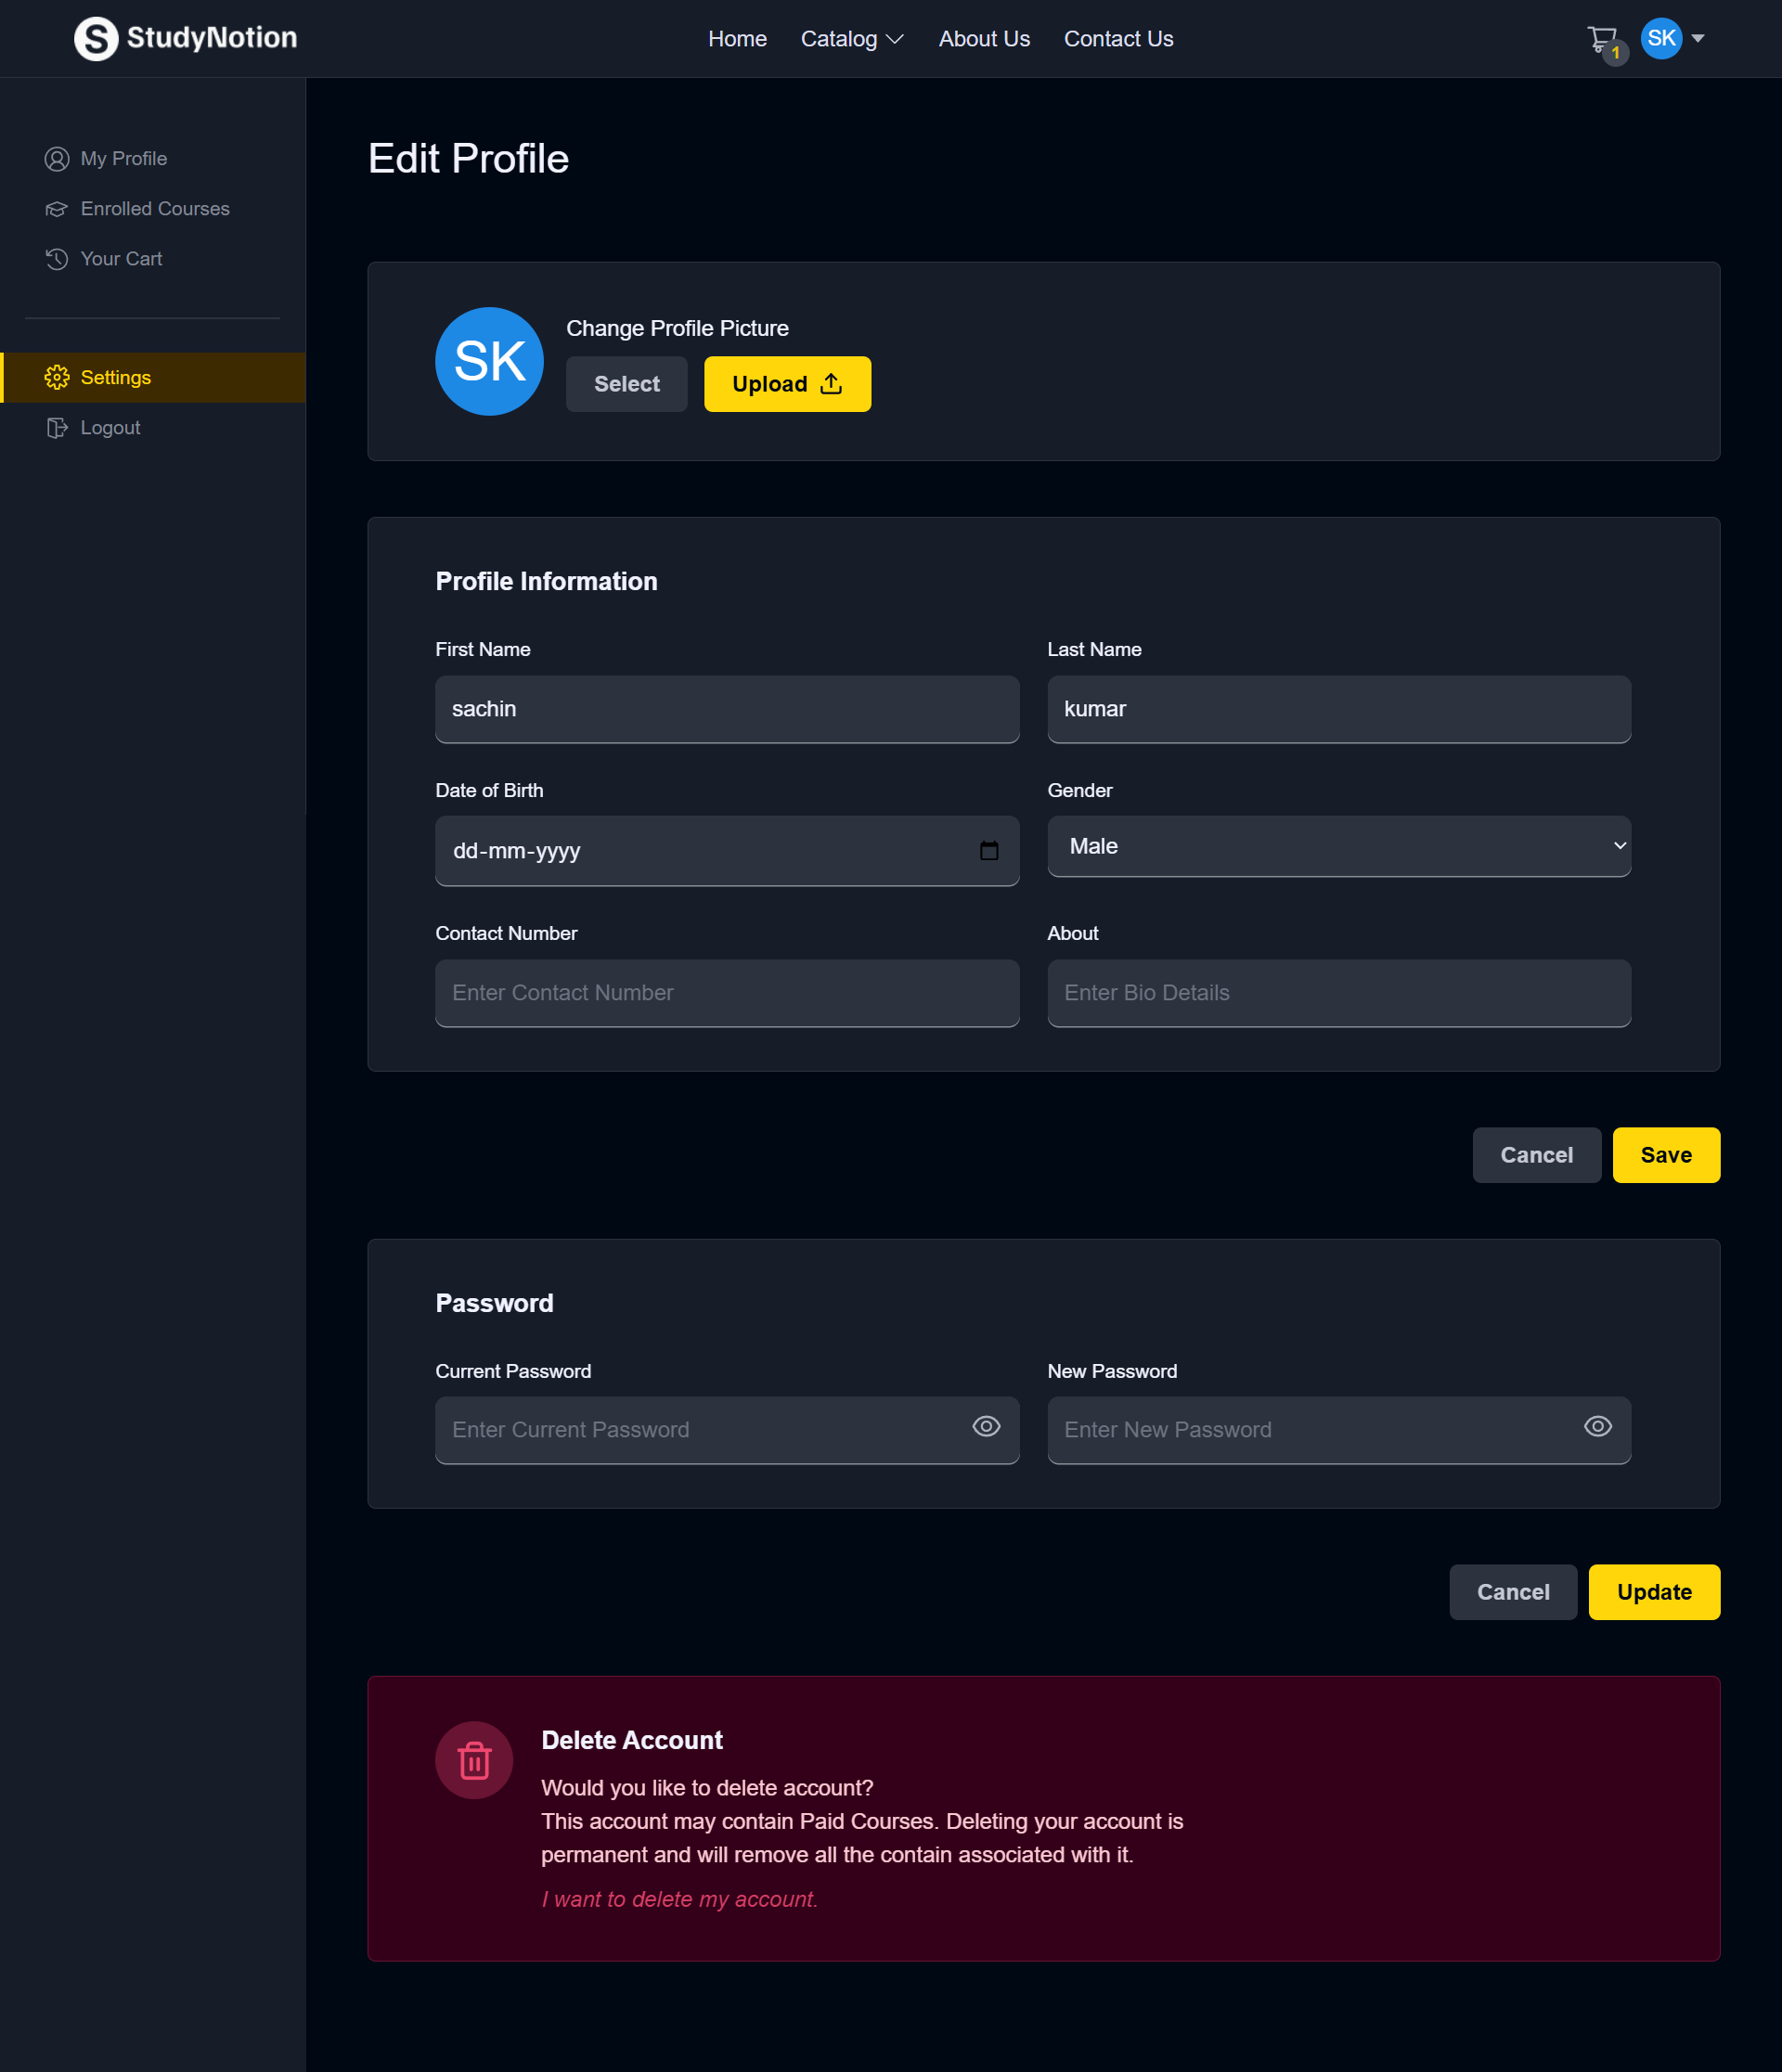 S StudyNotion
Home
Catalog
About Us
Contact Us
1
SK
My Profile
Enrolled Courses
Your Cart
Settings
Logout
Edit Profile
SK
Change Profile Picture
Select
Upload
Profile Information
First Name
Last Name
sachin
kumar
Date of Birth
Gender
dd-mm-yyyy
Male
Contact Number
About
Enter Contact Number
Enter Bio Details
Cancel
Save
Password
Current Password
New Password
Enter Current Password
Enter New Password
Cancel
Update
Delete Account
Would you like to delete account?
This account may contain Paid Courses. Deleting your account is
permanent and will remove all the contain associated with it.
I want to delete my account.